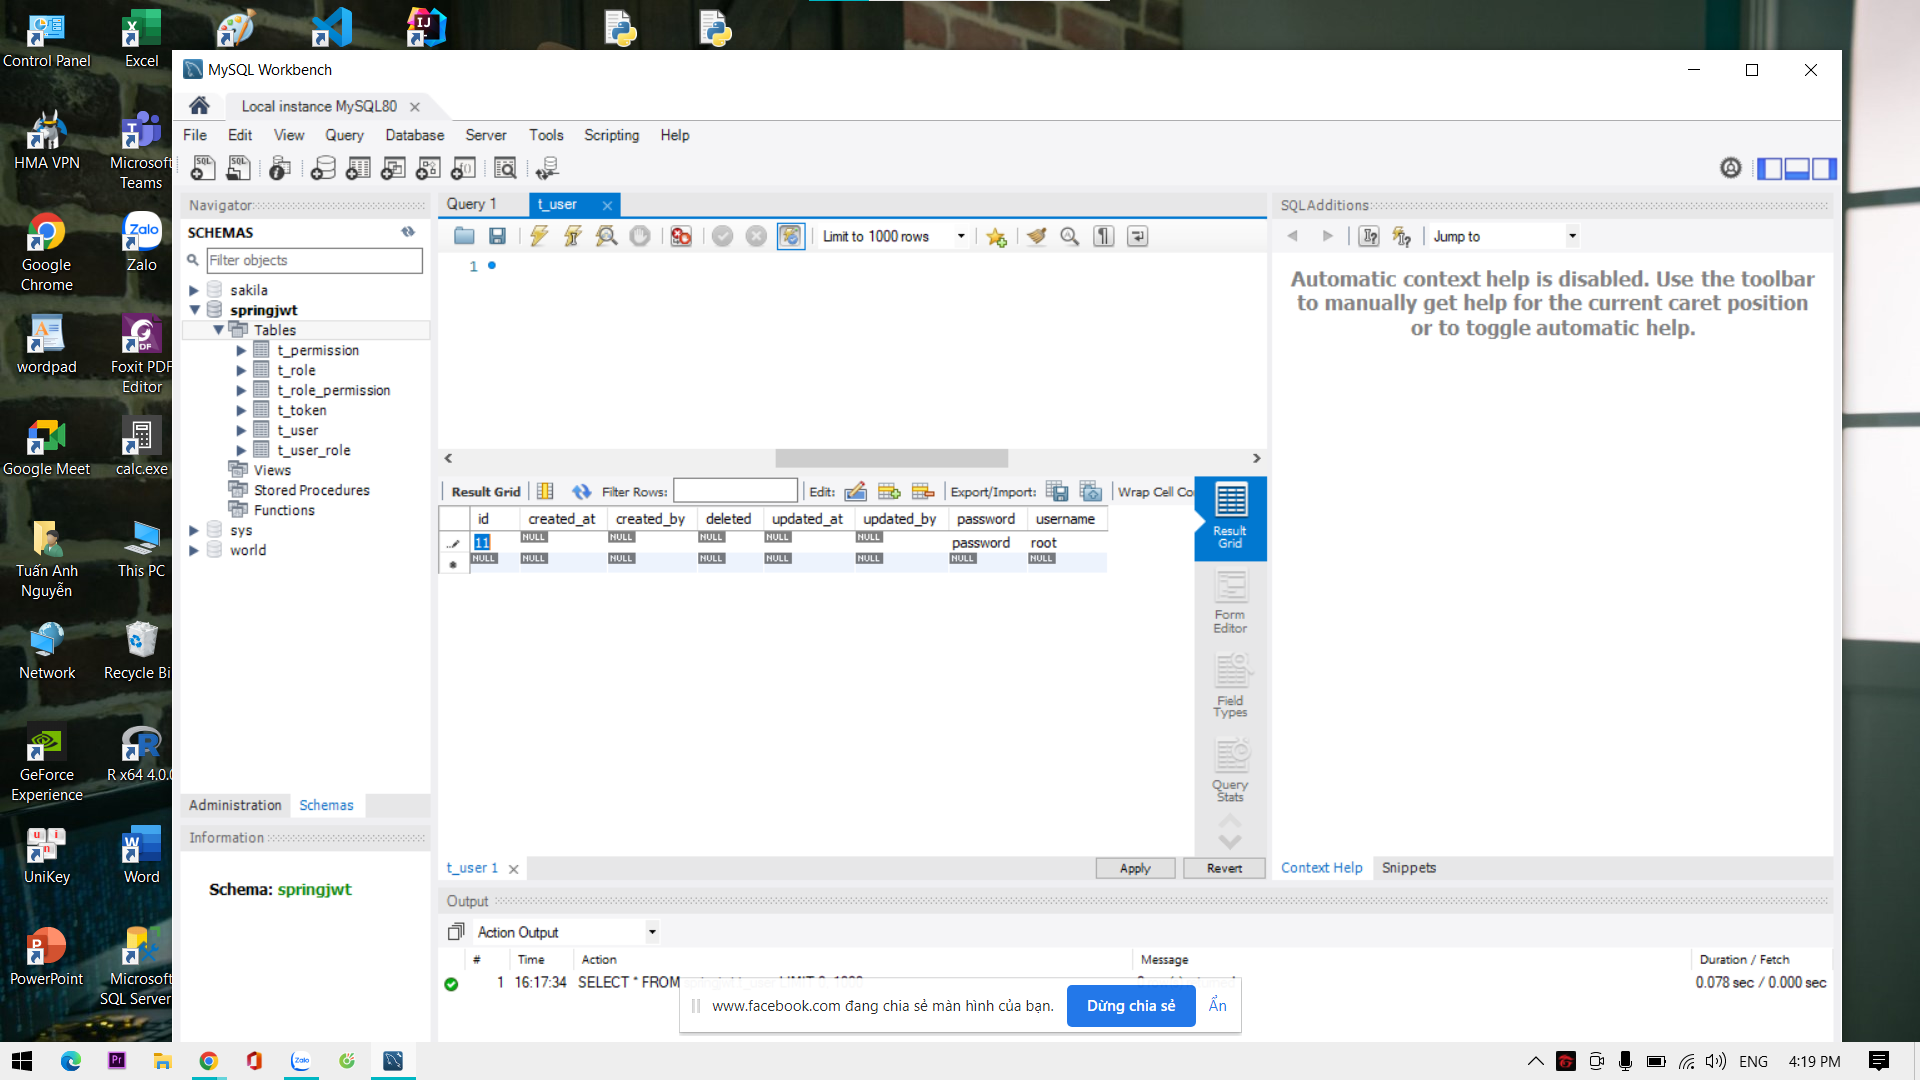 Control Panel
Excel
HMA VPN
Microsoft
Teams
Google
Chrome
Zalo
Zalo
wordpad
Foxit PDF
Editor
Google Meet
calc.exe
Tuấn Anh
Nguyễn
This PC
Network
Recycle Bi
GeForce
Experience
R x64 4.0.0
UniKey
Word
PowerPoint
Microsoft
SQL Server
MySQL Workbench
Local instance MySQL80
File Edit View Query Database Server Tools Scripting Help
Navigator
SCHEMAS
Filter objects
sakila
springjwt
Tables
t_permission
t_role
t_role_permission
t_token
t_user
t_user_role
Views
Stored Procedures
Functions
sys
world
Administration Schemas
Information
Schema: springjwt
Query 1 t_user
Limit to 1000 rows
1
Result Grid Filter Rows: Edit: Export/Import: Wrap Cell Co
id created_at created_by deleted updated_at updated_by password username
11 NULL NULL NULL NULL NULL password root
NULL NULL NULL NULL NULL NULL NULL NULL
Result
Grid
Form
Editor
Field
Types
Query
Stats
t_user 1 Apply Revert
SQLAdditions
Jump to
Automatic context help is disabled. Use the toolbar
to manually get help for the current caret position
or to toggle automatic help.
Context Help Snippets
Output
Action Output
# Time Action Message Duration / Fetch
1 16:17:34 SELECT * FROM 0.078 sec / 0.000 sec
www.facebook.com đang chia sẻ màn hình của bạn. Dừng chia sẻ Ẩn
ENG 4:19 PM